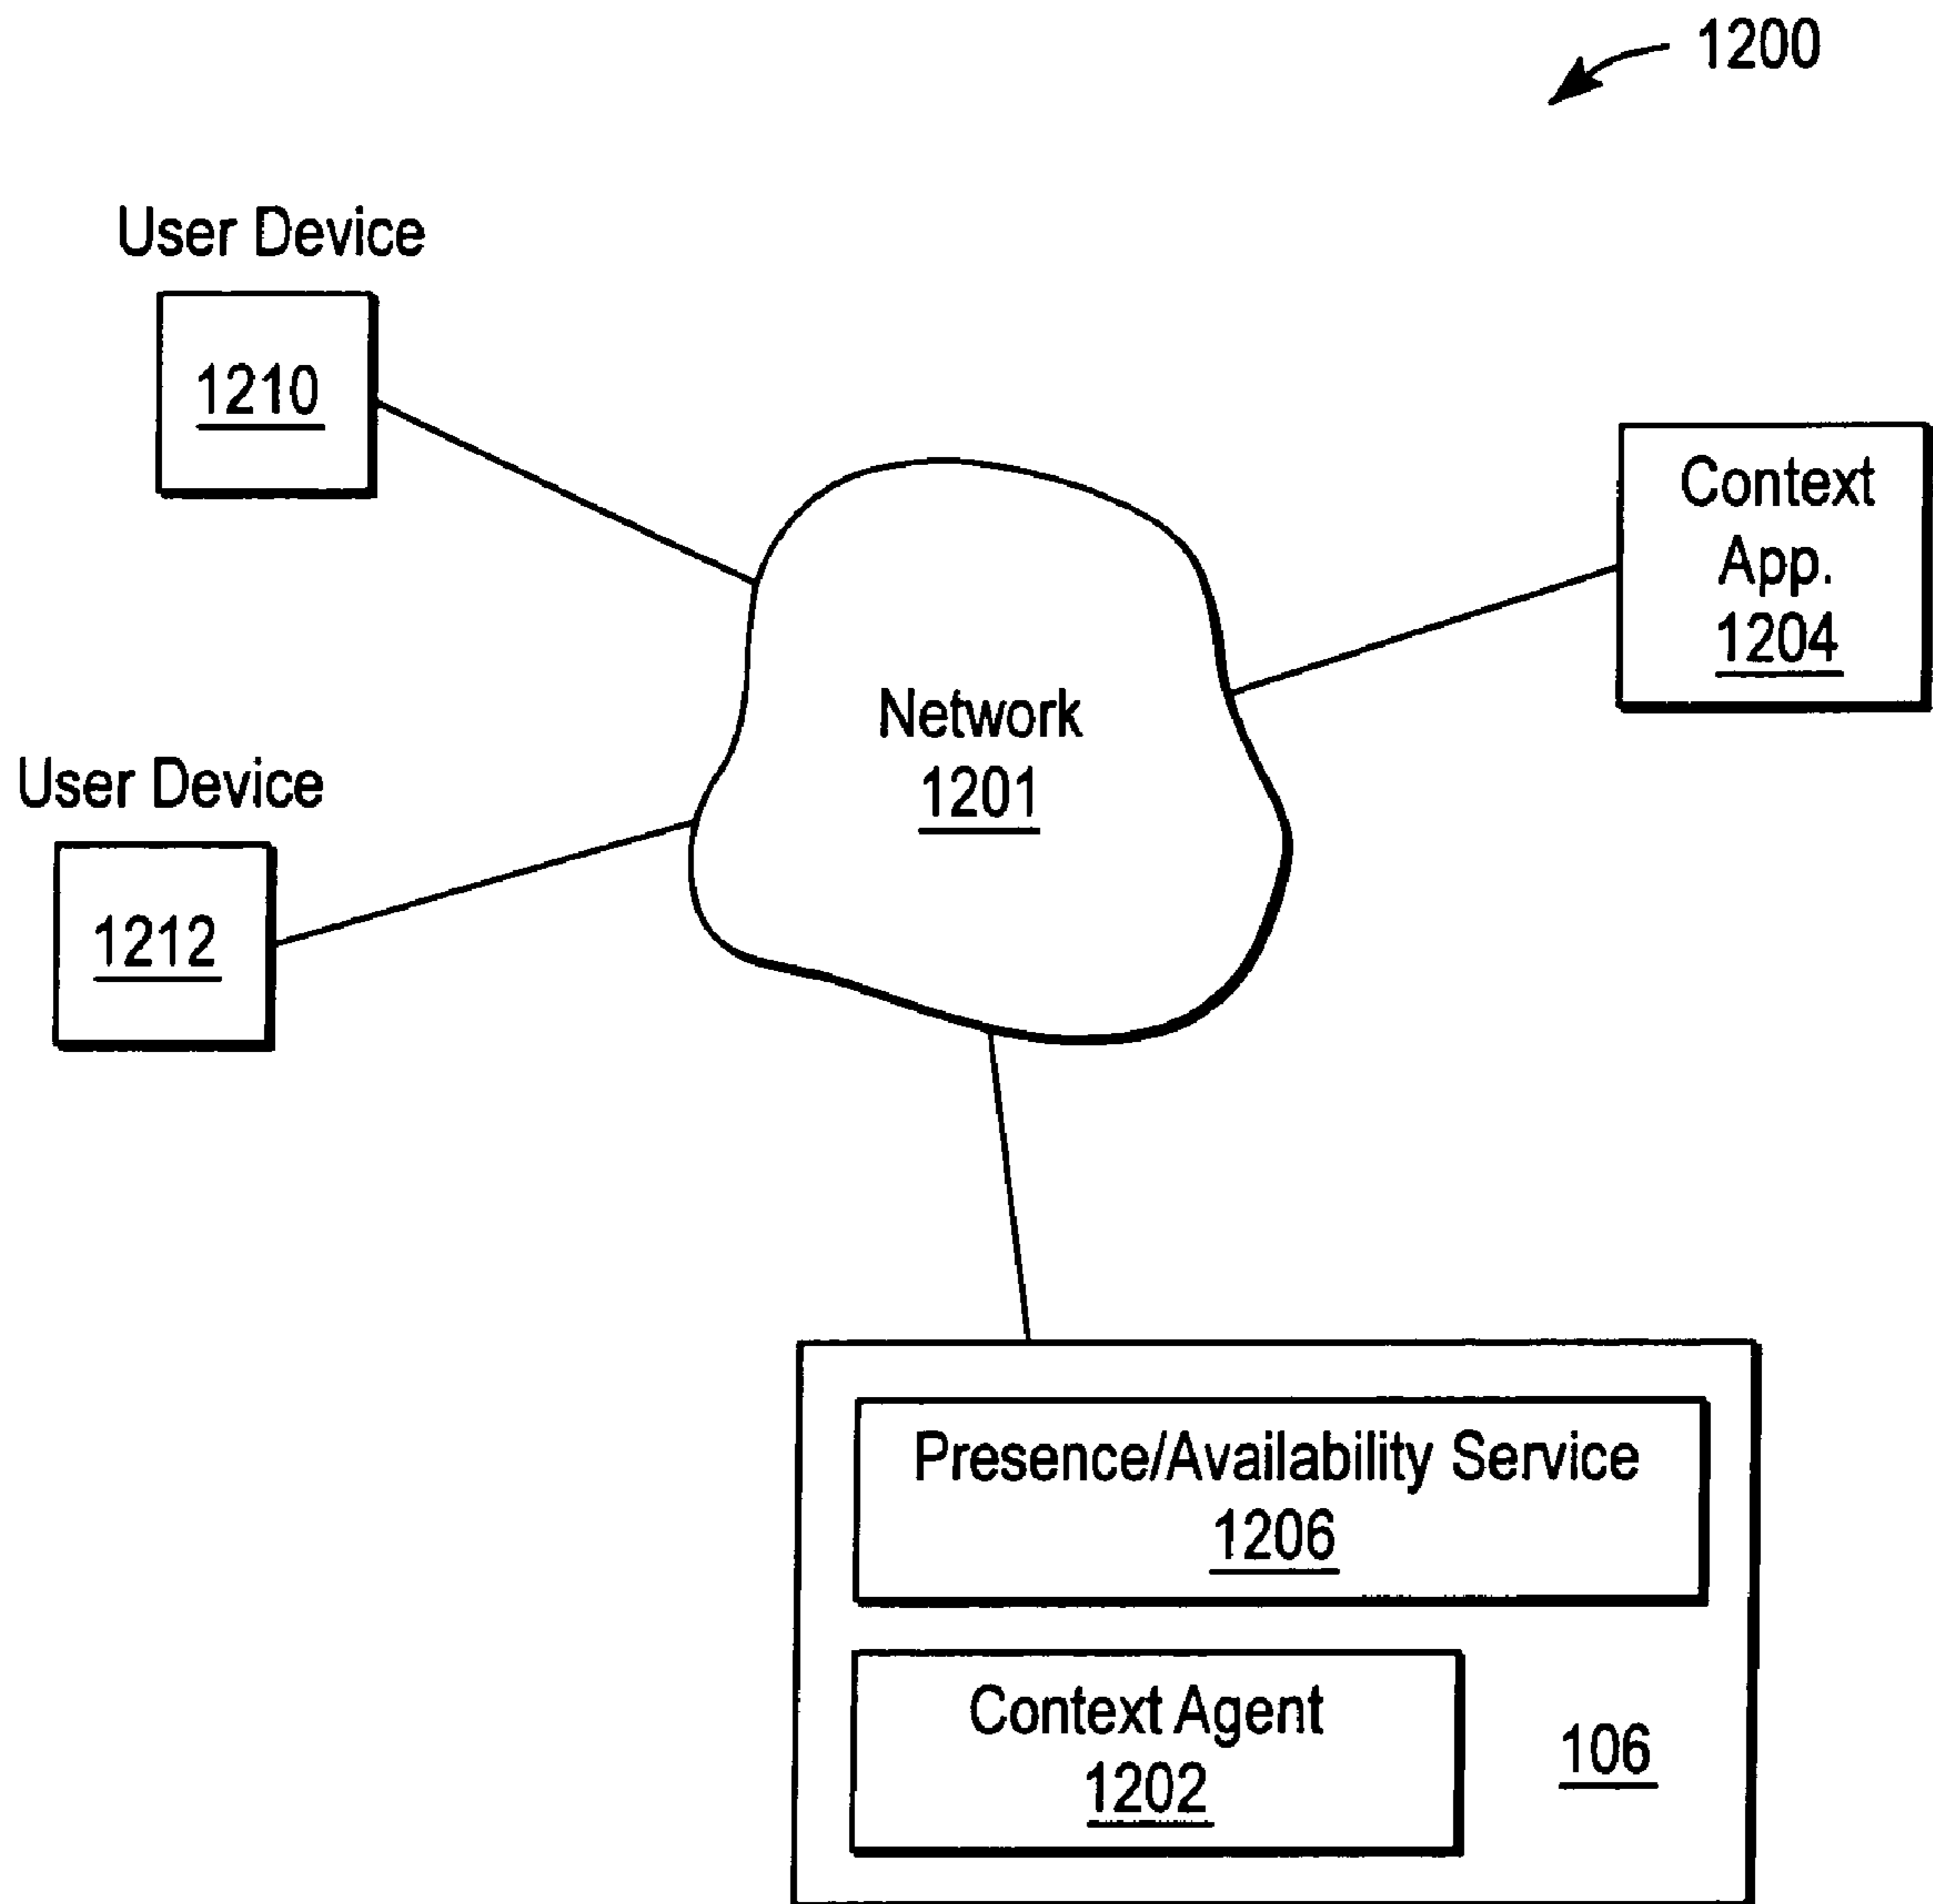 1200
User Device
1210
Context
App.
1204
Network
1201
User Device
1212
Presence/Availability Service
1206
Context Agent
1202
106